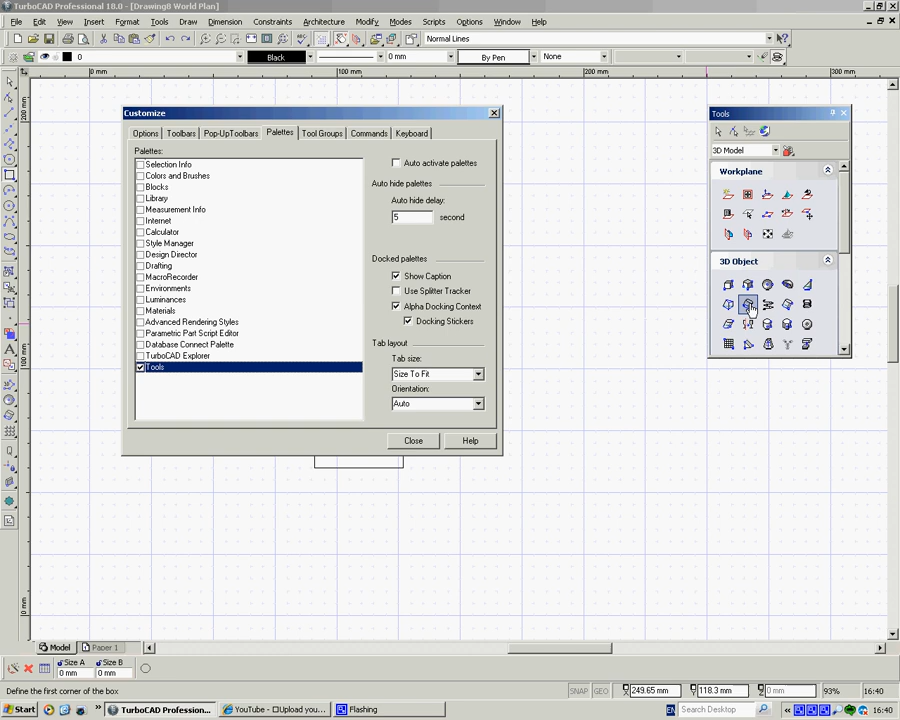 TurboCAD Professional 18.0 - [Drawing8 World Plan]
File Edit View Insert Format Tools Draw Dimension Constraints Architecture Modify Modes Scripts Options Window Help
Normal Lines
0 Black 0 mm By Pen None
0 mm 100 mm 200 mm 300 mm
200 mm
100 mm
0 mm
Customize
Options Toolbars Pop-UpToolbars Palettes Tool Groups Commands Keyboard
Palettes:
Selection Info
Colors and Brushes
Blocks
Library
Measurement Info
Internet
Calculator
Style Manager
Design Director
Drafting
MacroRecorder
Environments
Luminances
Materials
Advanced Rendering Styles
Parametric Part Script Editor
Database Connect Palette
TurboCAD Explorer
Tools
Auto activate palettes
Auto hide palettes
Auto hide delay:
5 second
Docked palettes
Show Caption
Use Splitter Tracker
Alpha Docking Context
Docking Stickers
Tab layout
Tab size:
Size To Fit
Orientation:
Auto
Close Help
Tools
3D Model
Workplane
3D Object
Model Paper 1
Size A Size B
0 mm 0 mm
Define the first corner of the box
SNAP GEO X 249.65 mm Y 118.3 mm Z 0 mm 93% 16:40
Start TurboCAD Professional... YouTube - Upload you... Flashing EN Search Desktop 16:40